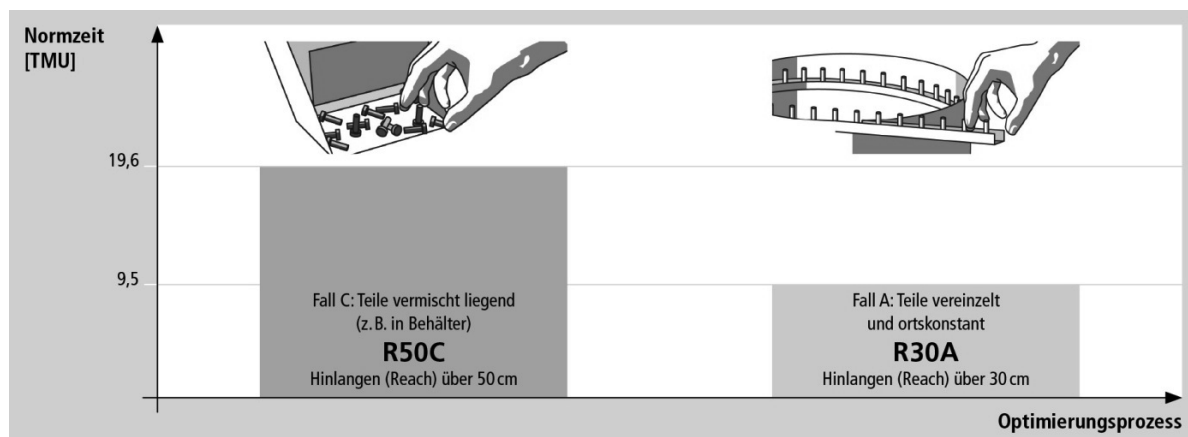 Normzeit
[TMU]
19,6
9,5
Fall C: Teile vermischt liegend
(z. B. in Behälter)
R50C
Hinlangen (Reach) über 50 cm
Fall A: Teile vereinzelt
und ortskonstant
R30A
Hinlangen (Reach) über 30 cm
Optimierungsprozess